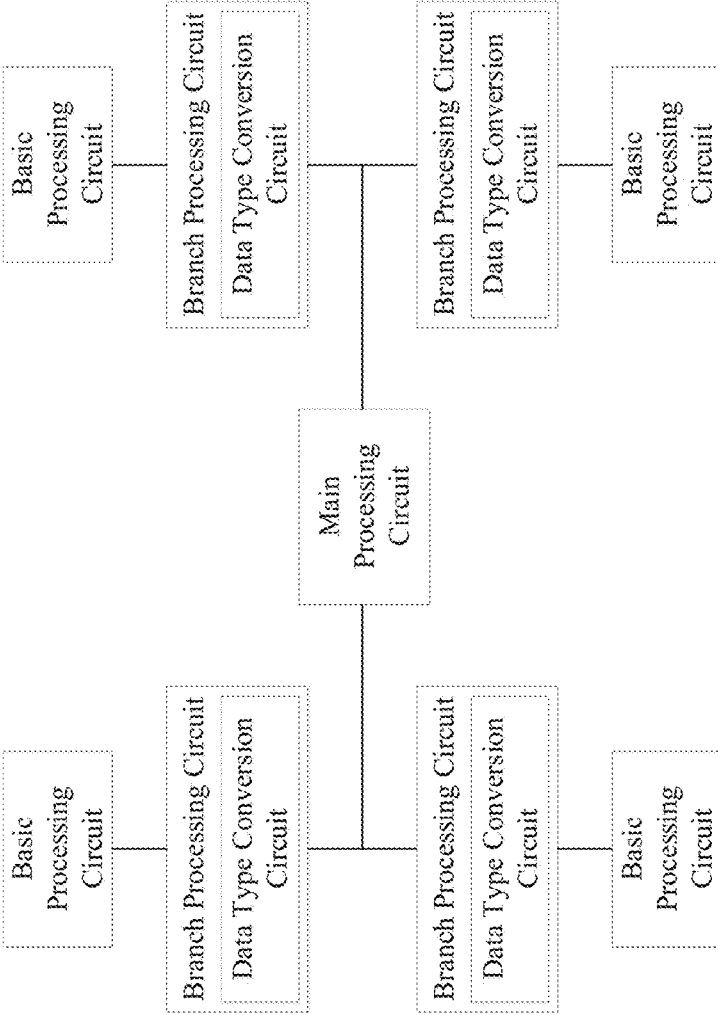 Basic
Processing
Circuit
Basic
Processing
Circuit
Branch Processing Circuit
Data Type Conversion
Circuit
Branch Processing Circuit
Data Type Conversion
Circuit
Main
Processing
Circuit
Branch Processing Circuit
Data Type Conversion
Circuit
Branch Processing Circuit
Data Type Conversion
Circuit
Basic
Processing
Circuit
Basic
Processing
Circuit